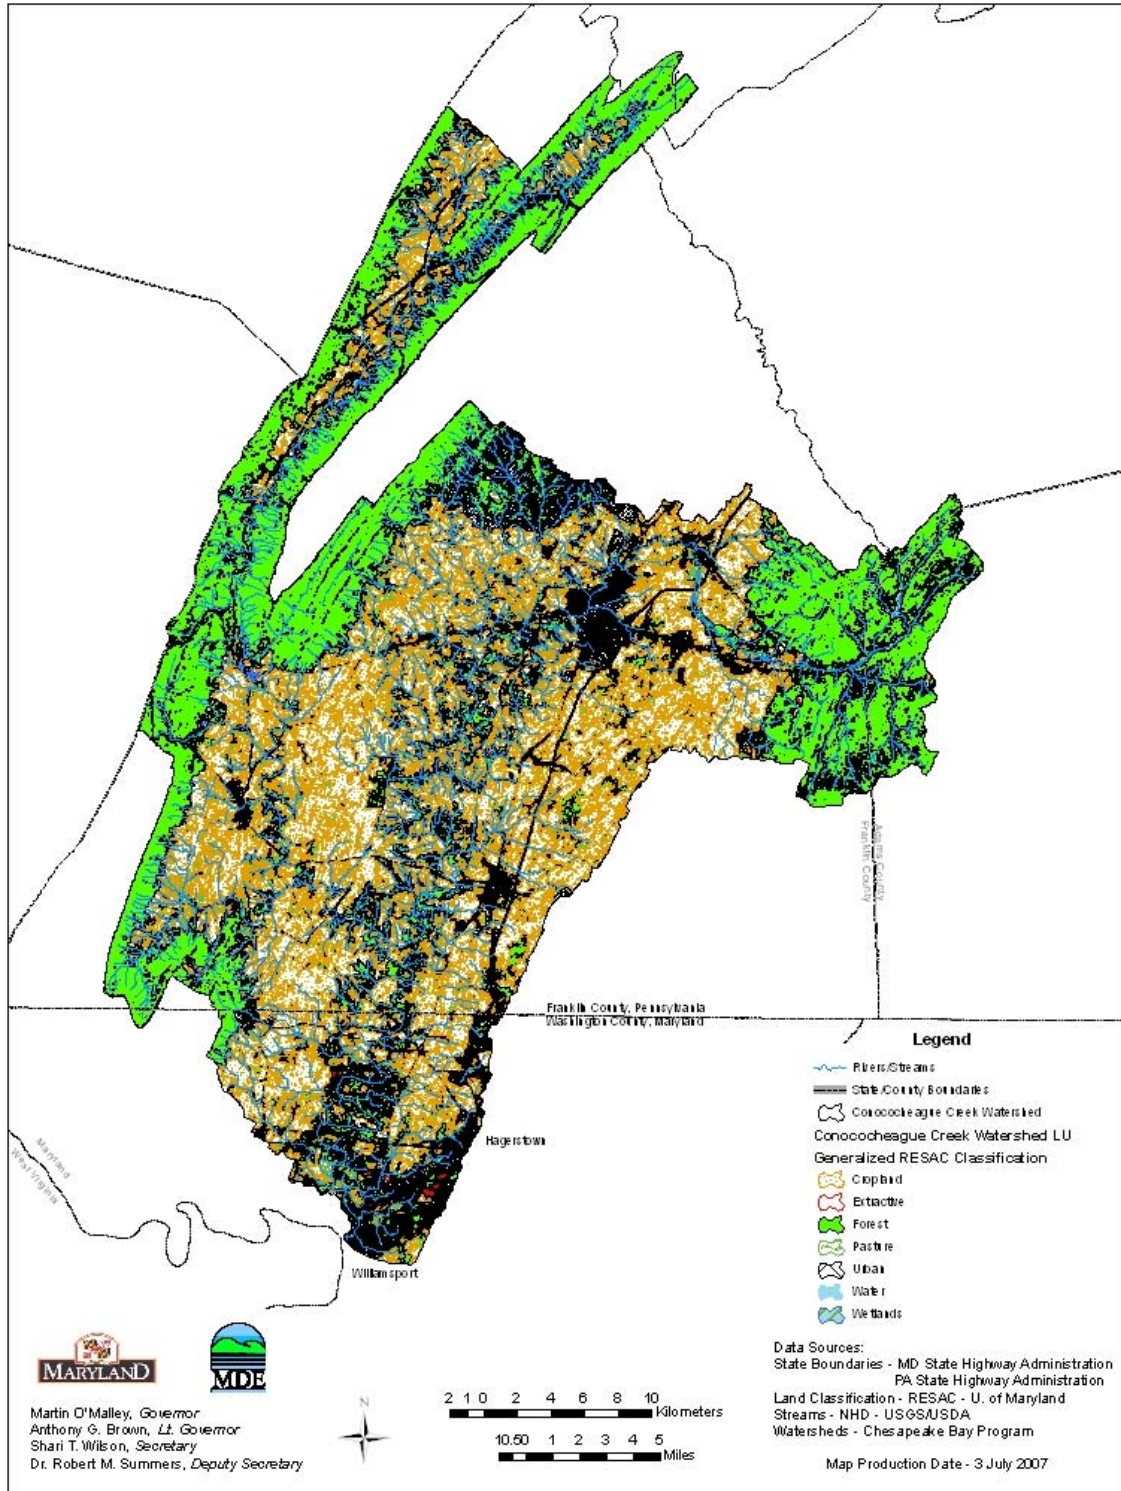 Adams County
Franklin County
Franklin County, Pennsylvania
Washington County, Maryland
Legend
Rivers/Streams
State/County Boundaries
Conococheague Creek Watershed
Conococheague Creek Watershed LU
Generalized RESAC Classification
Cropland
Extractive
Forest
Pasture
Urban
Water
Wetlands
Hagerstown
Maryland
West Virginia
Williamsport
MARYLAND
MDE
Martin O'Malley, Governor
Anthony G. Brown, Lt. Governor
Shari T. Wilson, Secretary
Dr. Robert M. Summers, Deputy Secretary
N
2 1 0 2 4 6 8 10
Kilometers
10.50 1 2 3 4 5
Miles
Data Sources:
State Boundaries - MD State Highway Administration
PA State Highway Administration
Land Classification - RESAC - U. of Maryland
Streams - NHD - USGS/USDA
Watersheds - Chesapeake Bay Program
Map Production Date - 3 July 2007